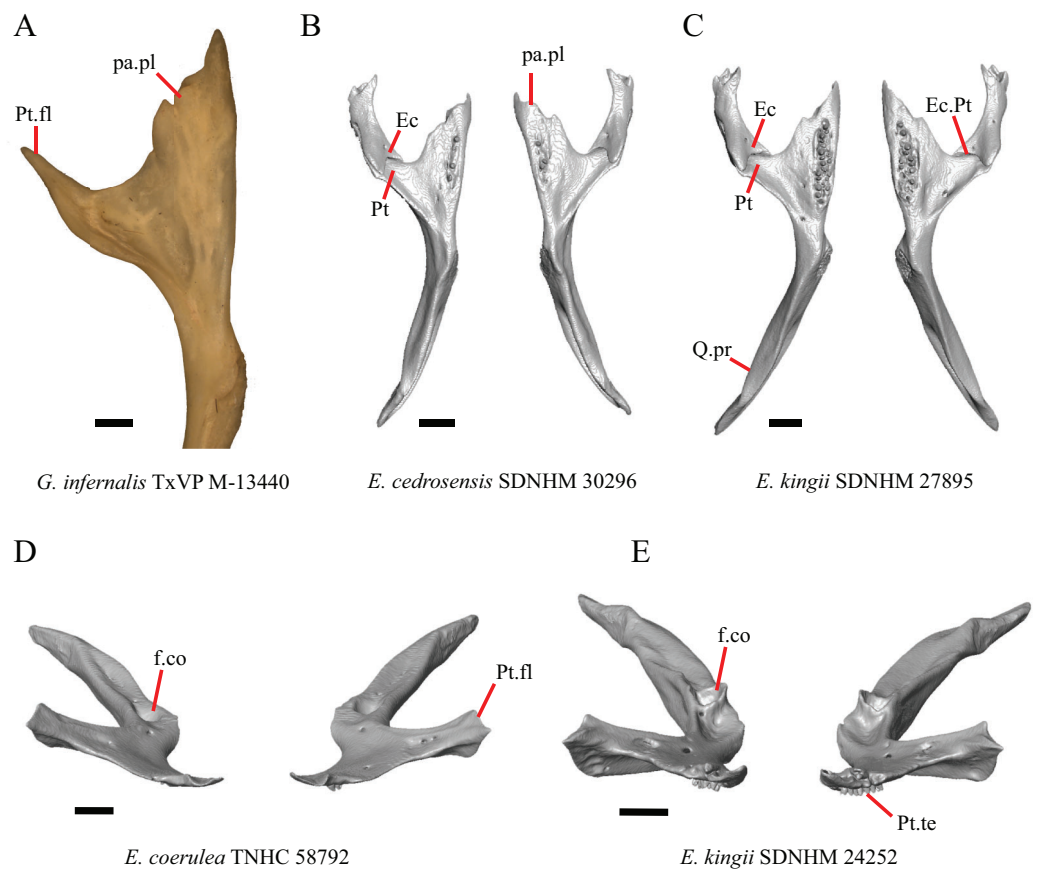 A
B
C
pa.pl
pa.pl
Pt.fl
Ec
Ec
Ec.Pt
Pt
Pt
Q.pr
G. infernalis TxVP M-13440
E. cedrosensis SDNHM 30296
E. kingii SDNHM 27895
D
E
f.co
f.co
Pt.fl
Pt.te
E. coerulea TNHC 58792
E. kingii SDNHM 24252